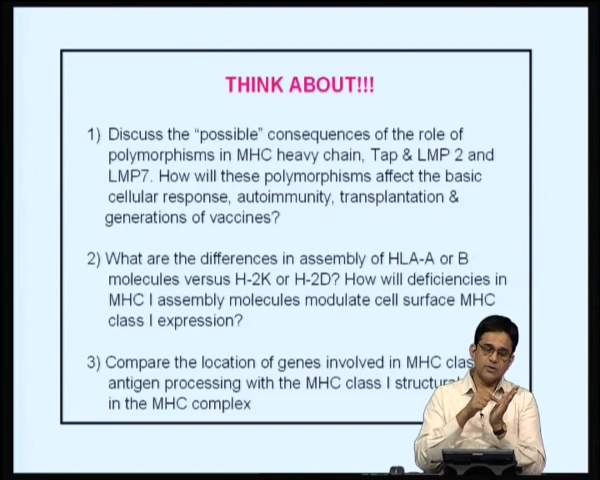 THINK ABOUT!!!
1) Discuss the "possible" consequences of the role of
polymorphisms in MHC heavy chain, Tap & LMP 2 and
LMP7. How will these polymorphisms affect the basic
cellular response, autoimmunity, transplantation &
generations of vaccines?
2) What are the differences in assembly of HLA-A or B
molecules versus H-2K or H-2D? How will deficiencies in
MHC I assembly molecules modulate cell surface MHC
class I expression?
3) Compare the location of genes involved in MHC clas
antigen processing with the MHC class I structura
in the MHC complex